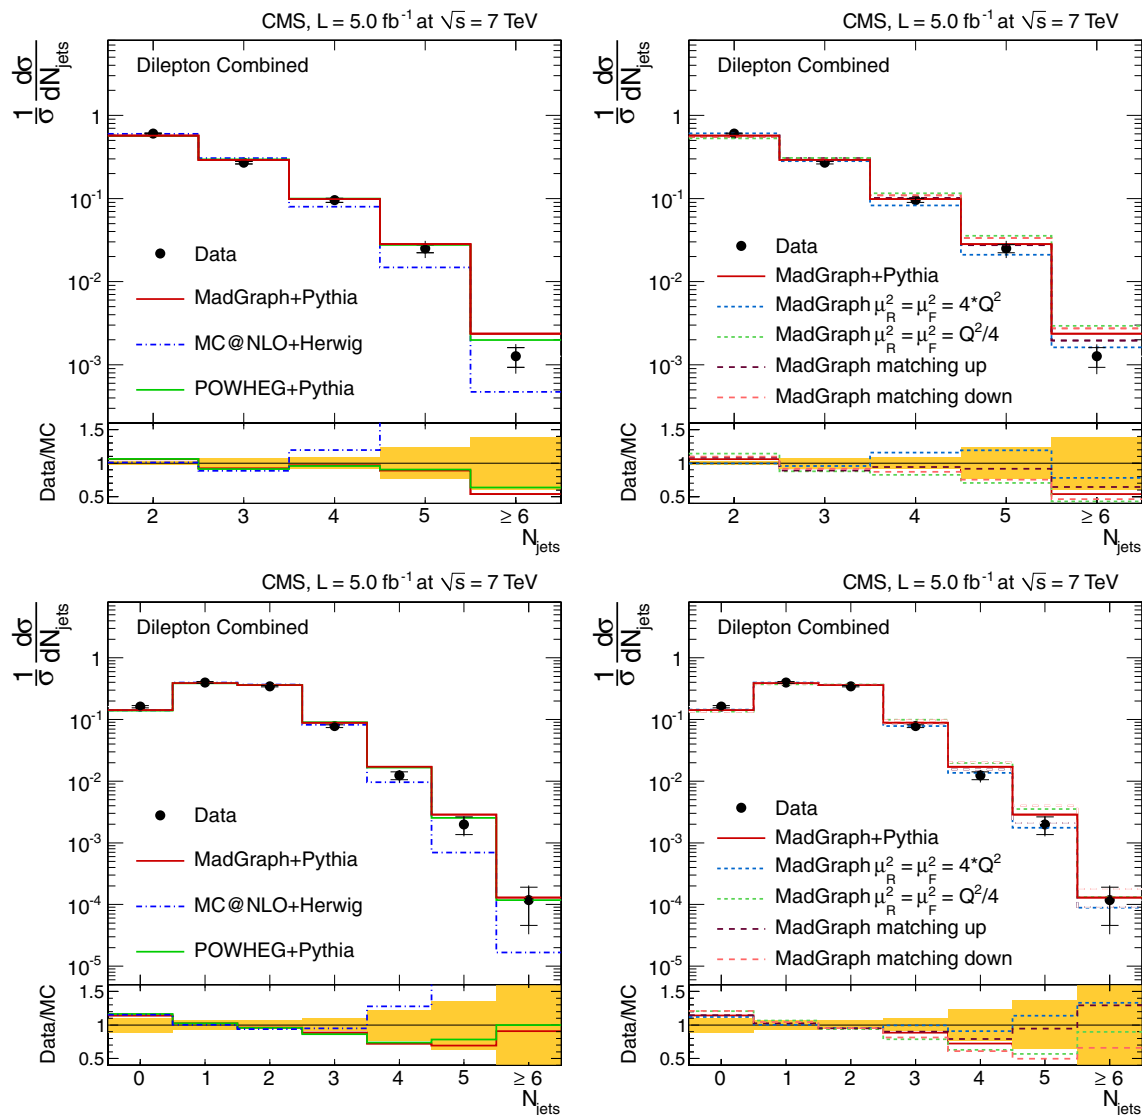 CMS, L = 5.0 fb⁻¹ at √s = 7 TeV
1/σ dσ/dN_jets
Dilepton Combined
1
10⁻¹
10⁻²
10⁻³
Data
MadGraph+Pythia
MC@NLO+Herwig
POWHEG+Pythia
Data/MC
1.5
1
0.5
2 3 4 5 ≥ 6
N_jets
CMS, L = 5.0 fb⁻¹ at √s = 7 TeV
1/σ dσ/dN_jets
Dilepton Combined
1
10⁻¹
10⁻²
10⁻³
Data
MadGraph+Pythia
MadGraph μ_R² = μ_F² = 4*Q²
MadGraph μ_R² = μ_F² = Q²/4
MadGraph matching up
MadGraph matching down
Data/MC
1.5
1
0.5
2 3 4 5 ≥ 6
N_jets
CMS, L = 5.0 fb⁻¹ at √s = 7 TeV
1/σ dσ/dN_jets
Dilepton Combined
1
10⁻¹
10⁻²
10⁻³
10⁻⁴
10⁻⁵
Data
MadGraph+Pythia
MC@NLO+Herwig
POWHEG+Pythia
Data/MC
1.5
1
0.5
0 1 2 3 4 5 ≥ 6
N_jets
CMS, L = 5.0 fb⁻¹ at √s = 7 TeV
1/σ dσ/dN_jets
Dilepton Combined
1
10⁻¹
10⁻²
10⁻³
10⁻⁴
10⁻�5
Data
MadGraph+Pythia
MadGraph μ_R² = μ_F² = 4*Q²
MadGraph μ_R² = μ_F² = Q²/4
MadGraph matching up
MadGraph matching down
Data/MC
1.5
1
0.5
0 1 2 3 4 5 ≥ 6
N_jets